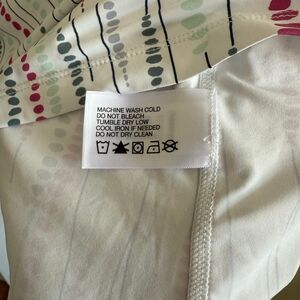 MACHINE WASH COLD
DO NOT BLEACH
TUMBLE DRY LOW
COOL IRON IF NEEDED
DO NOT DRY CLEAN